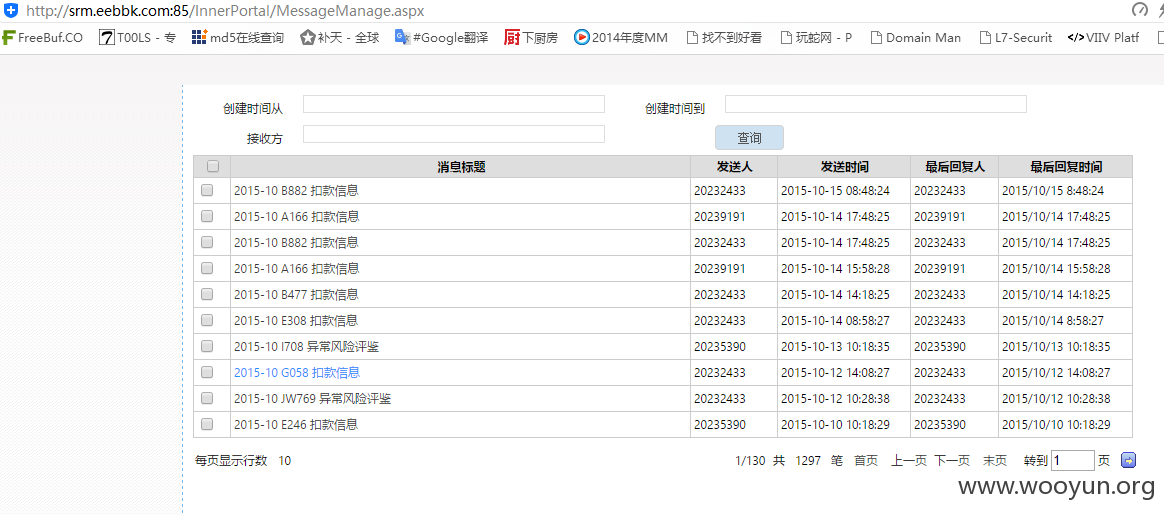 http://srm.eebbk.com:85/InnerPortal/MessageManage.aspx
FreeBuf.CO T00LS - 专 md5在线查询 补天 - 全球 #Google翻译 下厨房 2014年度MM 找不到好看 玩蛇网 - P Domain Man L7-Securit VIIV Platf
创建时间从 创建时间到
接收方 查询
消息标题 发送人 发送时间 最后回复人 最后回复时间
2015-10 B882 扣款信息 20232433 2015-10-15 08:48:24 20232433 2015/10/15 8:48:24
2015-10 A166 扣款信息 20239191 2015-10-14 17:48:25 20239191 2015/10/14 17:48:25
2015-10 B882 扣款信息 20232433 2015-10-14 17:48:25 20232433 2015/10/14 17:48:25
2015-10 A166 扣款信息 20239191 2015-10-14 15:58:28 20239191 2015/10/14 15:58:28
2015-10 B477 扣款信息 20232433 2015-10-14 14:18:25 20232433 2015/10/14 14:18:25
2015-10 E308 扣款信息 20232433 2015-10-14 08:58:27 20232433 2015/10/14 8:58:27
2015-10 I708 异常风险评鉴 20235390 2015-10-13 10:18:35 20235390 2015/10/13 10:18:35
2015-10 G058 扣款信息 20232433 2015-10-12 14:08:27 20232433 2015/10/12 14:08:27
2015-10 JW769 异常风险评鉴 20232433 2015-10-12 10:28:38 20232433 2015/10/12 10:28:38
2015-10 E246 扣款信息 20235390 2015-10-10 10:18:29 20235390 2015/10/10 10:18:29
每页显示行数 10 1/130 共 1297 笔 首页 上一页 下一页 末页 转到 1 页
www.wooyun.org